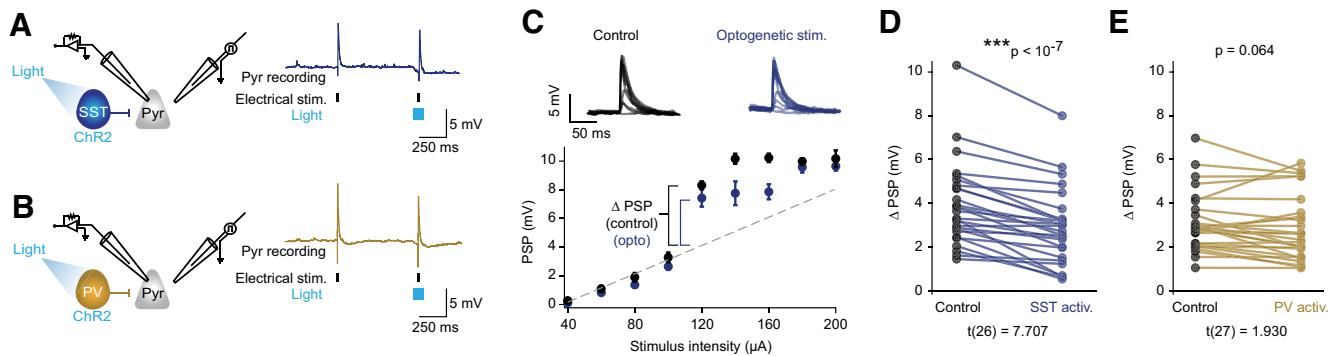 A
Light
SST
ChR2
Pyr
Pyr recording
Electrical stim.
Light
5 mV
250 ms
B
Light
PV
ChR2
Pyr
Pyr recording
Electrical stim.
Light
5 mV
250 ms
C
Control
Optogenetic stim.
5 mV
50 ms
PSP (mV)
10
8
6
4
2
0
Δ PSP
(control)
(opto)
40
80
120
160
200
Stimulus intensity (µA)
D
***p < 10-7
Δ PSP (mV)
10
8
6
4
2
0
Control
SST activ.
t(26) = 7.707
E
p = 0.064
Δ PSP (mV)
10
8
6
4
2
0
Control
PV activ.
t(27) = 1.930